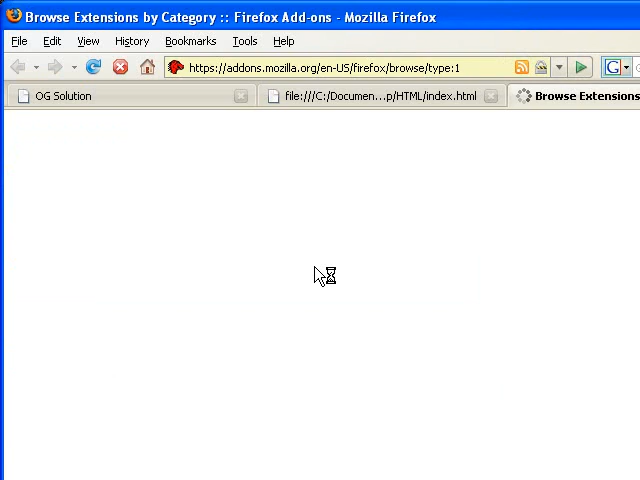 Browse Extensions by Category :: Firefox Add-ons - Mozilla Firefox
File Edit View History Bookmarks Tools Help
https://addons.mozilla.org/en-US/firefox/browse/type:1 G
OG Solution file:///C:/Documen...p/HTML/index.html Browse Extensions